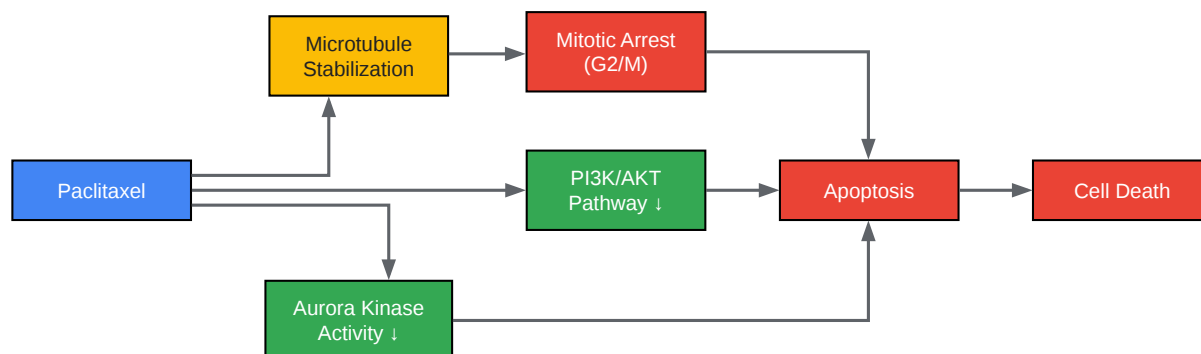 Microtubule
Stabilization
Mitotic Arrest
(G2/M)
Paclitaxel
PI3K/AKT
Pathway ↓
Apoptosis
Cell Death
Aurora Kinase
Activity ↓